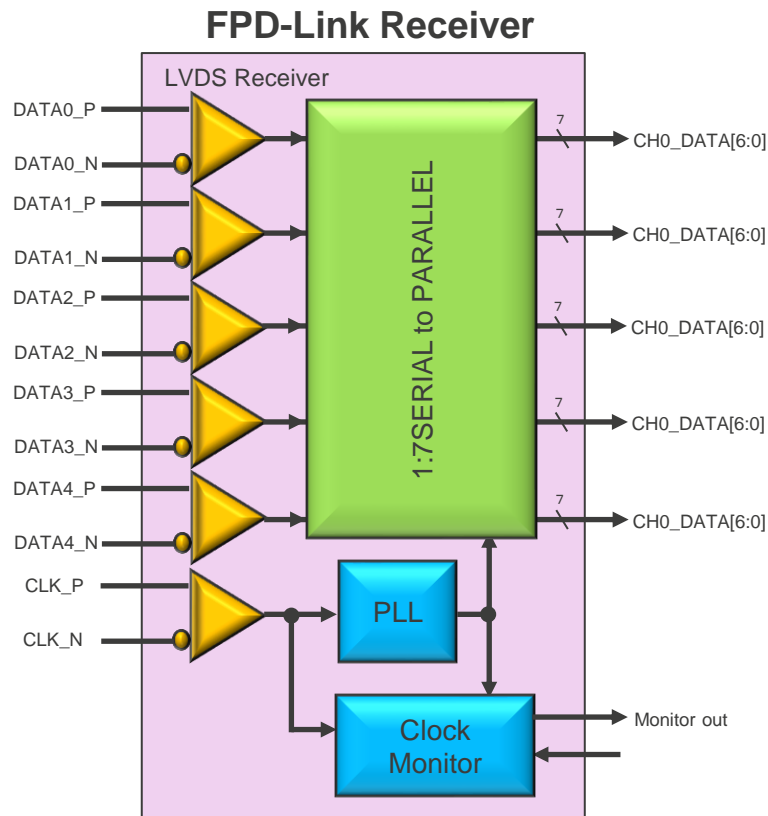 FPD-Link Receiver
LVDS Receiver
DATA0_P
DATA0_N
DATA1_P
DATA1_N
DATA2_P
DATA2_N
DATA3_P
DATA3_N
DATA4_P
DATA4_N
CLK_P
CLK_N
1:7SERIAL to PARALLEL
PLL
Clock
Monitor
7
CH0_DATA[6:0]
7
CH0_DATA[6:0]
7
CH0_DATA[6:0]
7
CH0_DATA[6:0]
7
CH0_DATA[6:0]
Monitor out